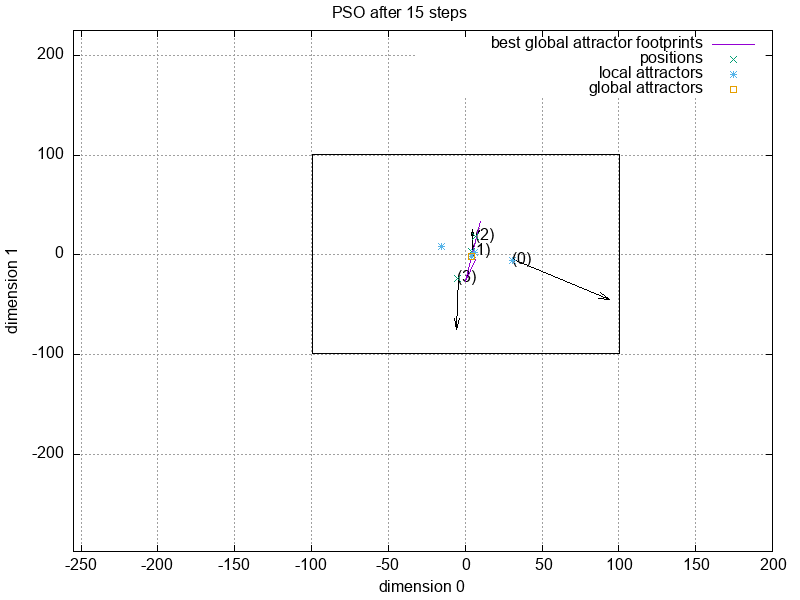 PSO after 15 steps
best global attractor footprints
positions
local attractors
global attractors
200
100
0
-100
-200
dimension 1
(2)
(1)
(0)
(3)
-250 -200 -150 -100 -50 0 50 100 150 200
dimension 0